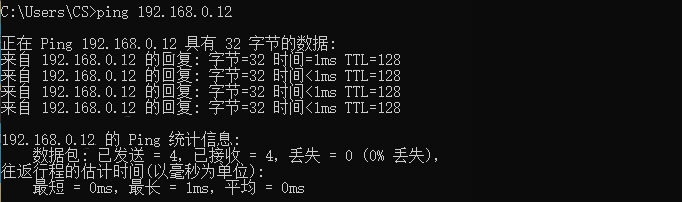 C:\Users\CS>ping 192.168.0.12
正在 Ping 192.168.0.12 具有 32 字节的数据:
来自 192.168.0.12 的回复: 字节=32 时间=1ms TTL=128
来自 192.168.0.12 的回复: 字节=32 时间<1ms TTL=128
来自 192.168.0.12 的回复: 字节=32 时间<1ms TTL=128
来自 192.168.0.12 的回复: 字节=32 时间<1ms TTL=128
192.168.0.12 的 Ping 统计信息:
数据包: 已发送 = 4，已接收 = 4，丢失 = 0 (0% 丢失)，
往返行程的估计时间(以毫秒为单位):
最短 = 0ms，最长 = 1ms，平均 = 0ms